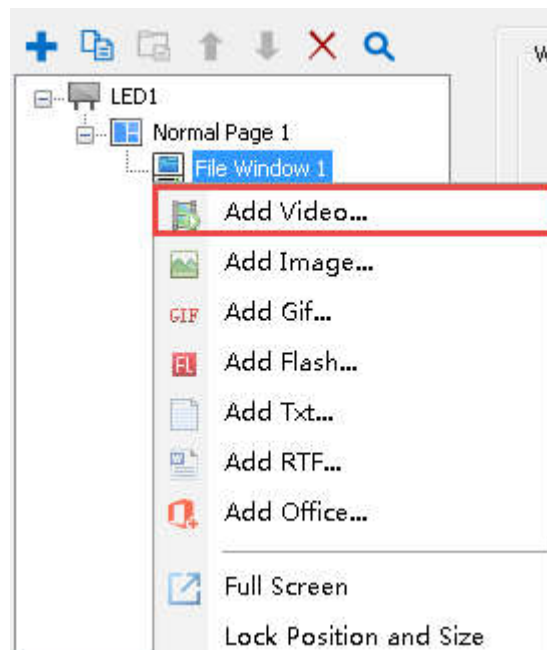 W
LED1
Normal Page 1
File Window 1
Add Video...
Add Image...
GIF Add Gif...
FL Add Flash...
Add Txt...
W Add RTF...
Add Office...
Full Screen
Lock Position and Size